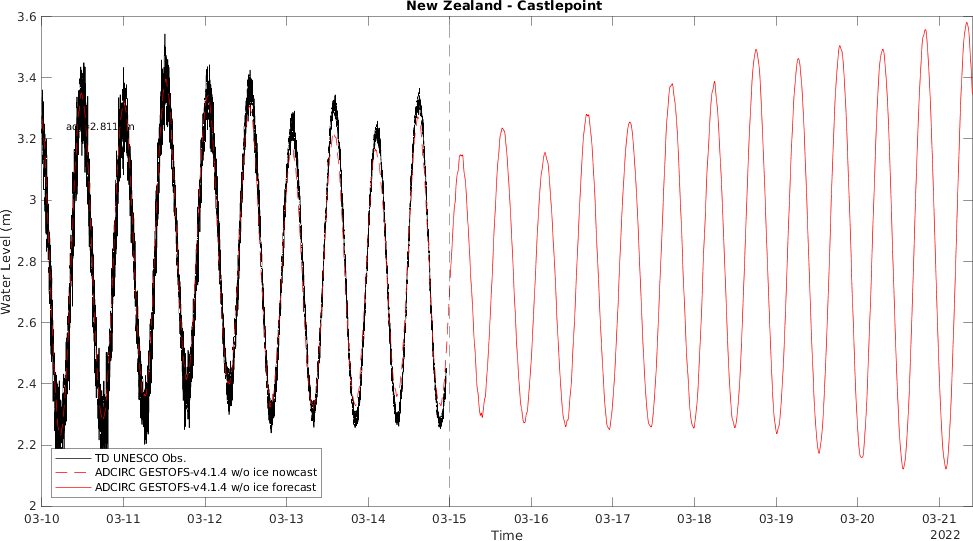 New Zealand - Castlepoint
3.6
3.4
3.2
3
2.8
2.6
2.4
2.2
2
Water Level (m)
TD UNESCO Obs.
ADCIRC GESTOFS-v4.1.4 w/o ice nowcast
ADCIRC GESTOFS-v4.1.4 w/o ice forecast
03-10 03-11 03-12 03-13 03-14 03-15 03-16 03-17 03-18 03-19 03-20 03-21
Time
2022